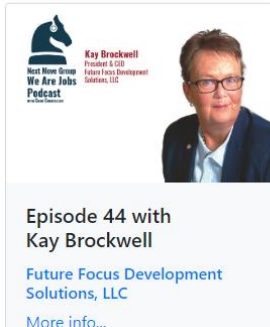 Next Move Group
We Are Jobs
Podcast
Kay Brockwell
President & CEO
Future Focus Development
Solutions, LLC
Episode 44 with
Kay Brockwell
Future Focus Development
Solutions, LLC
More info...